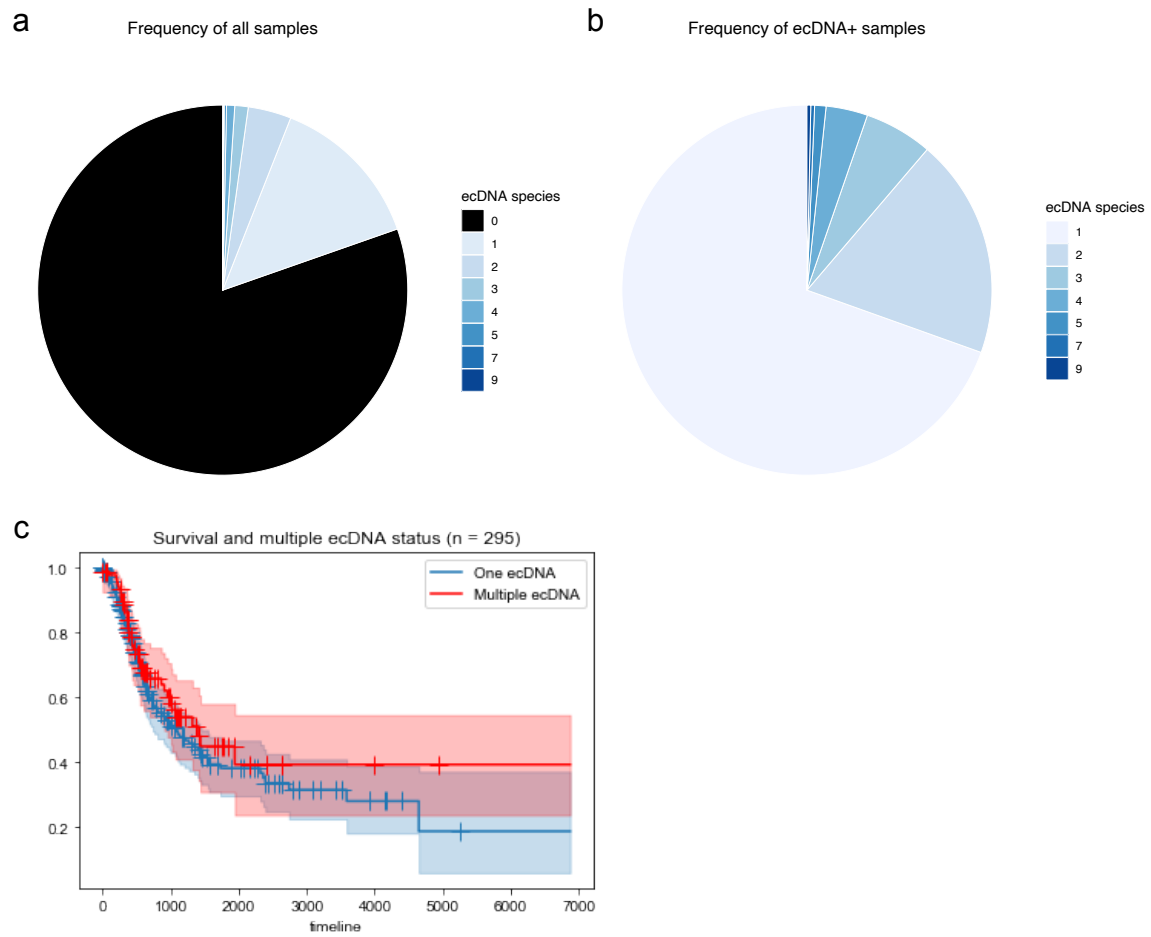 a
Frequency of all samples
ecDNA species
0
1
2
3
4
5
7
9
b
Frequency of ecDNA+ samples
ecDNA species
1
2
3
4
5
7
9
c
Survival and multiple ecDNA status (n = 295)
One ecDNA
Multiple ecDNA
1.0
0.8
0.6
0.4
0.2
0 1000 2000 3000 4000 5000 6000 7000
timeline